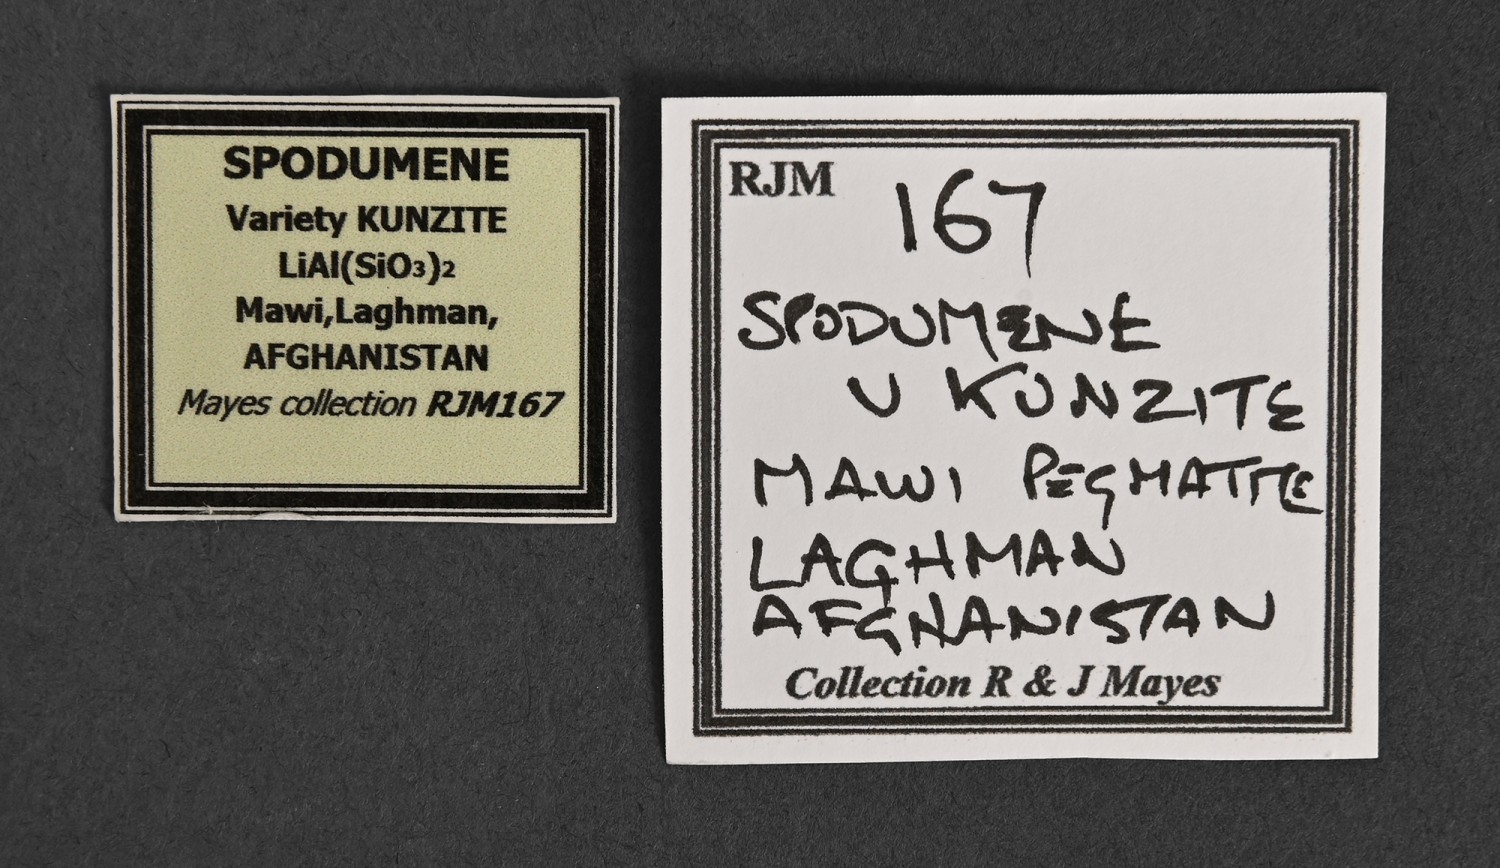 SPODUMENE
Variety KUNZITE
LiAl(SiO₃)₂
Mawi,Laghman,
AFGHANISTAN
Mayes collection RJM167
RJM 167
SPODUMENE
V KUNZITE
MAWI PEGMATITE
LAGHMAN
AFGHANISTAN
Collection R & J Mayes